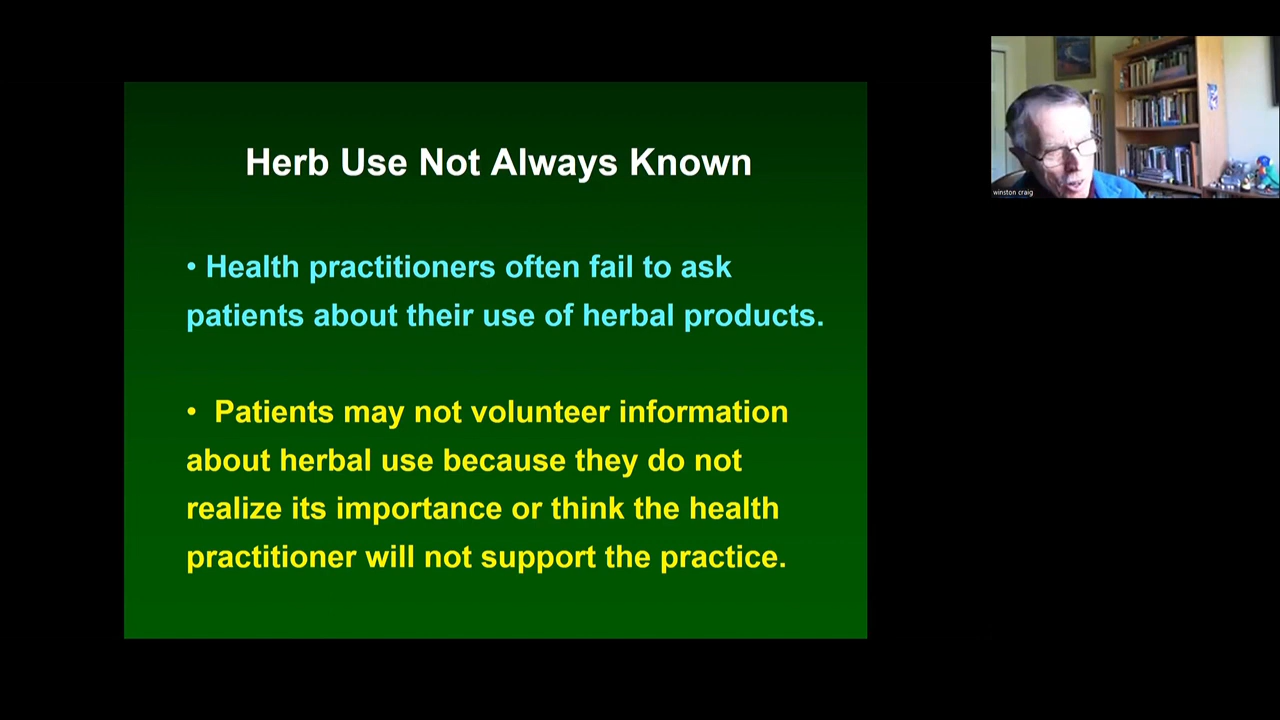 Herb Use Not Always Known
• Health practitioners often fail to ask
patients about their use of herbal products.
• Patients may not volunteer information
about herbal use because they do not
realize its importance or think the health
practitioner will not support the practice.
winston craig